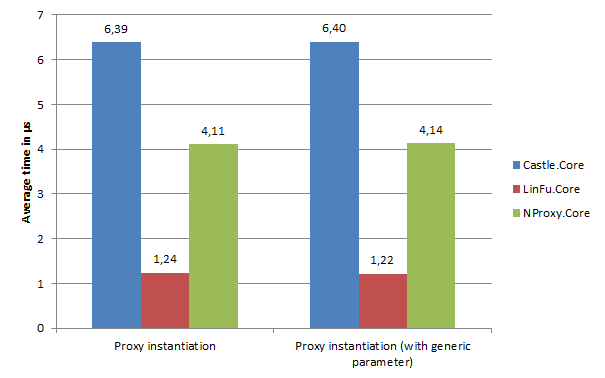 7
6
5
4
3
2
1
0
Average time in µs
6,39
1,24
4,11
6,40
1,22
4,14
Proxy instantiation
Proxy instantiation (with generic
parameter)
Castle.Core
LinFu.Core
NProxy.Core